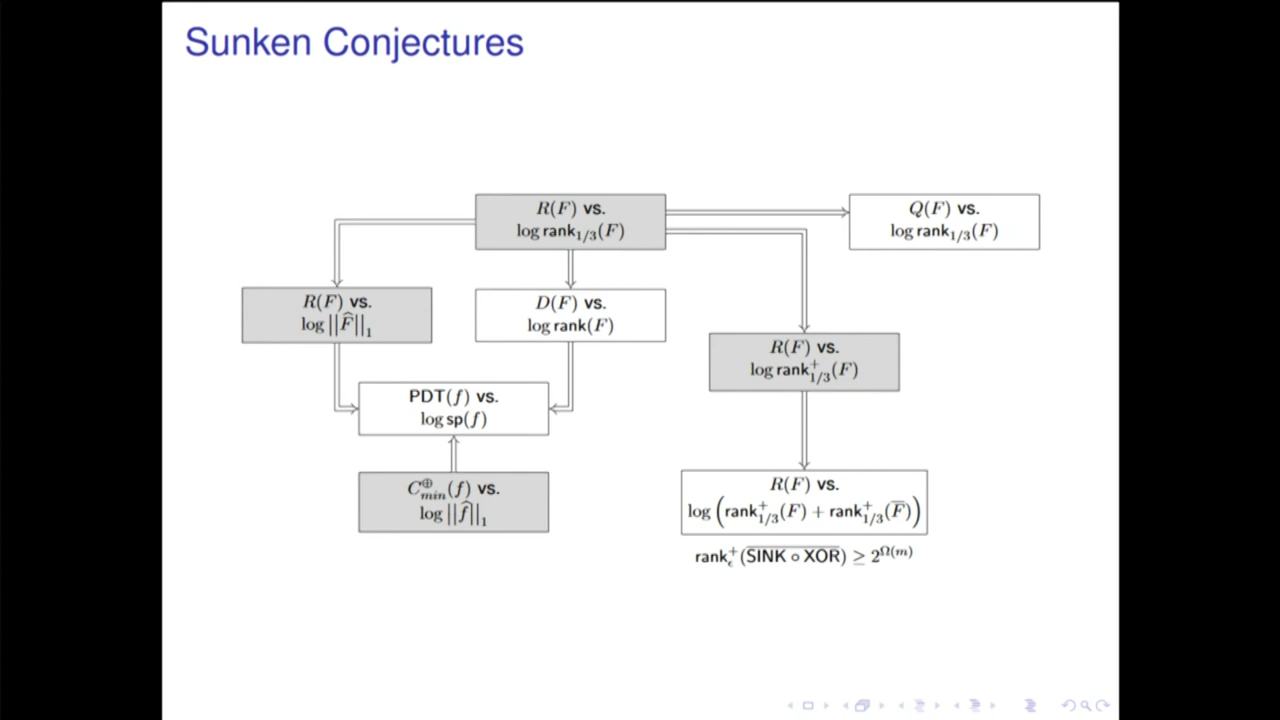 Sunken Conjectures
R(F) vs.
log rank_{1/3}(F)
Q(F) vs.
log rank_{1/3}(F)
R(F) vs.
log ||F̂||_1
D(F) vs.
log rank(F)
R(F) vs.
log rank^+_{1/3}(F)
PDT(f) vs.
log sp(f)
C^⊕_{min}(f) vs.
log ||f̂||_1
R(F) vs.
log (rank^+_{1/3}(F) + rank^+_{1/3}(F̅))
rank^+_ϵ(\overline{SINK ∘ XOR}) ≥ 2^{Ω(m)}